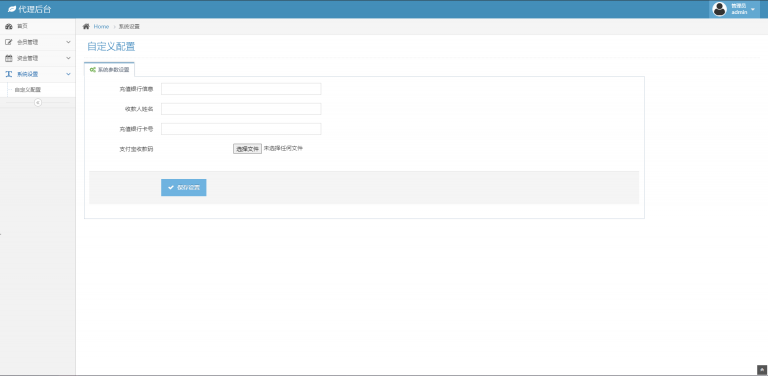 代理后台
管理员
admin
首页
会员管理
资金管理
系统设置
自定义配置
Home
系统设置
自定义配置
系统参数设置
充值银行信息
收款人姓名
充值银行卡号
支付宝收款码
选择文件 未选择任何文件
保存设置